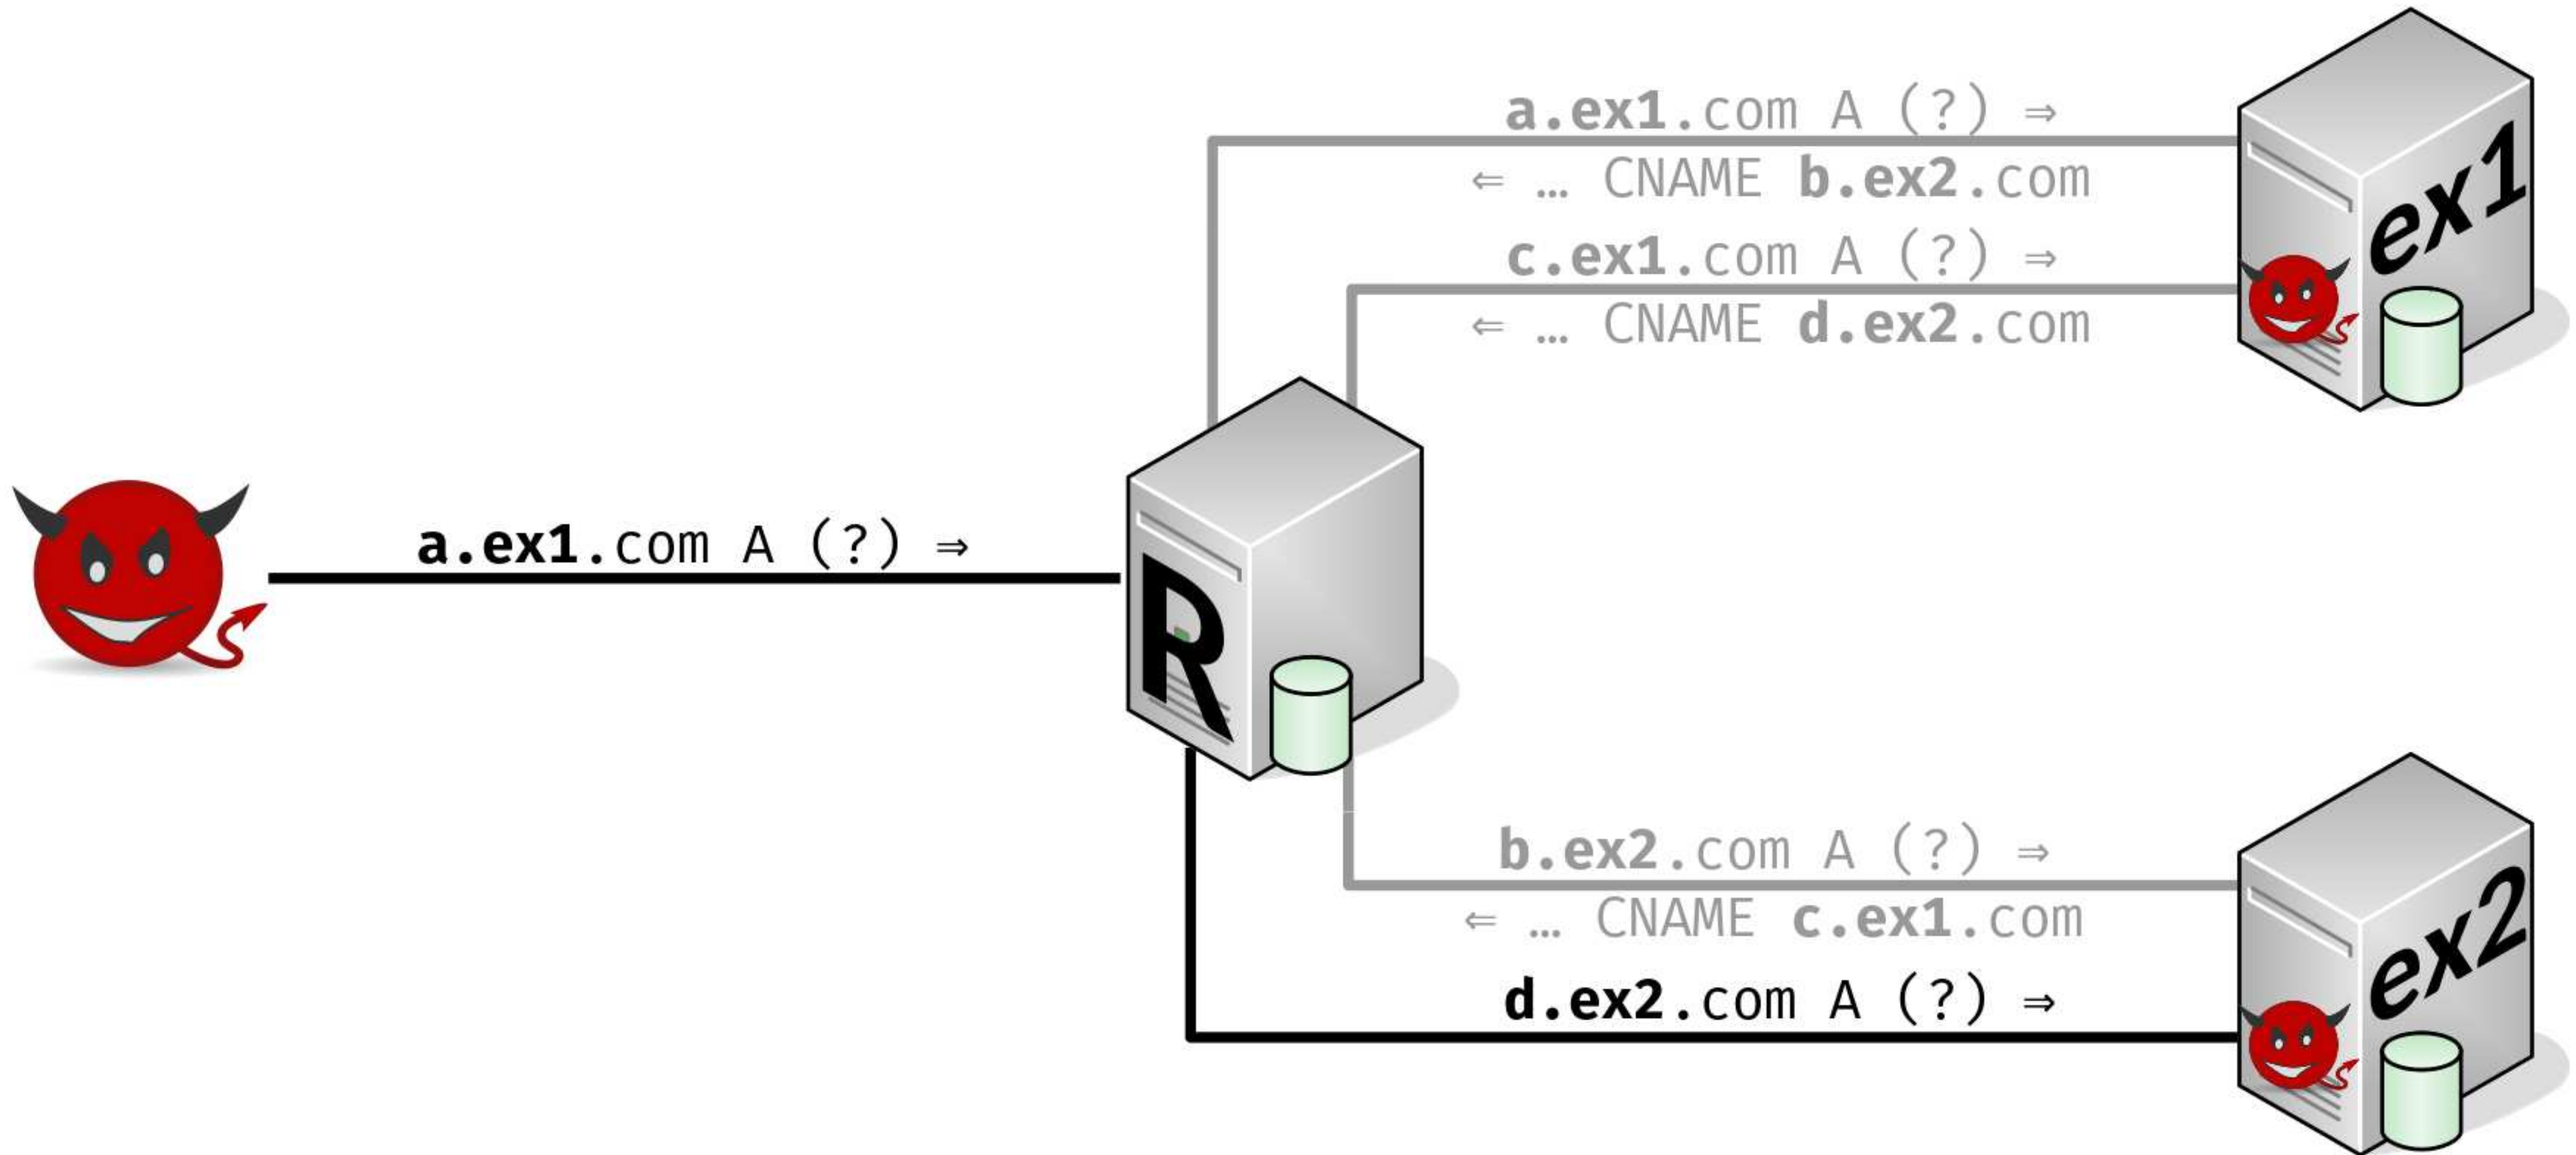 a.ex1.com A (?) ⇒
⇐ … CNAME b.ex2.com
c.ex1.com A (?) ⇒
⇐ … CNAME d.ex2.com
ex1
a.ex1.com A (?) ⇒
R
b.ex2.com A (?) ⇒
⇐ … CNAME c.ex1.com
d.ex2.com A (?) ⇒
ex2